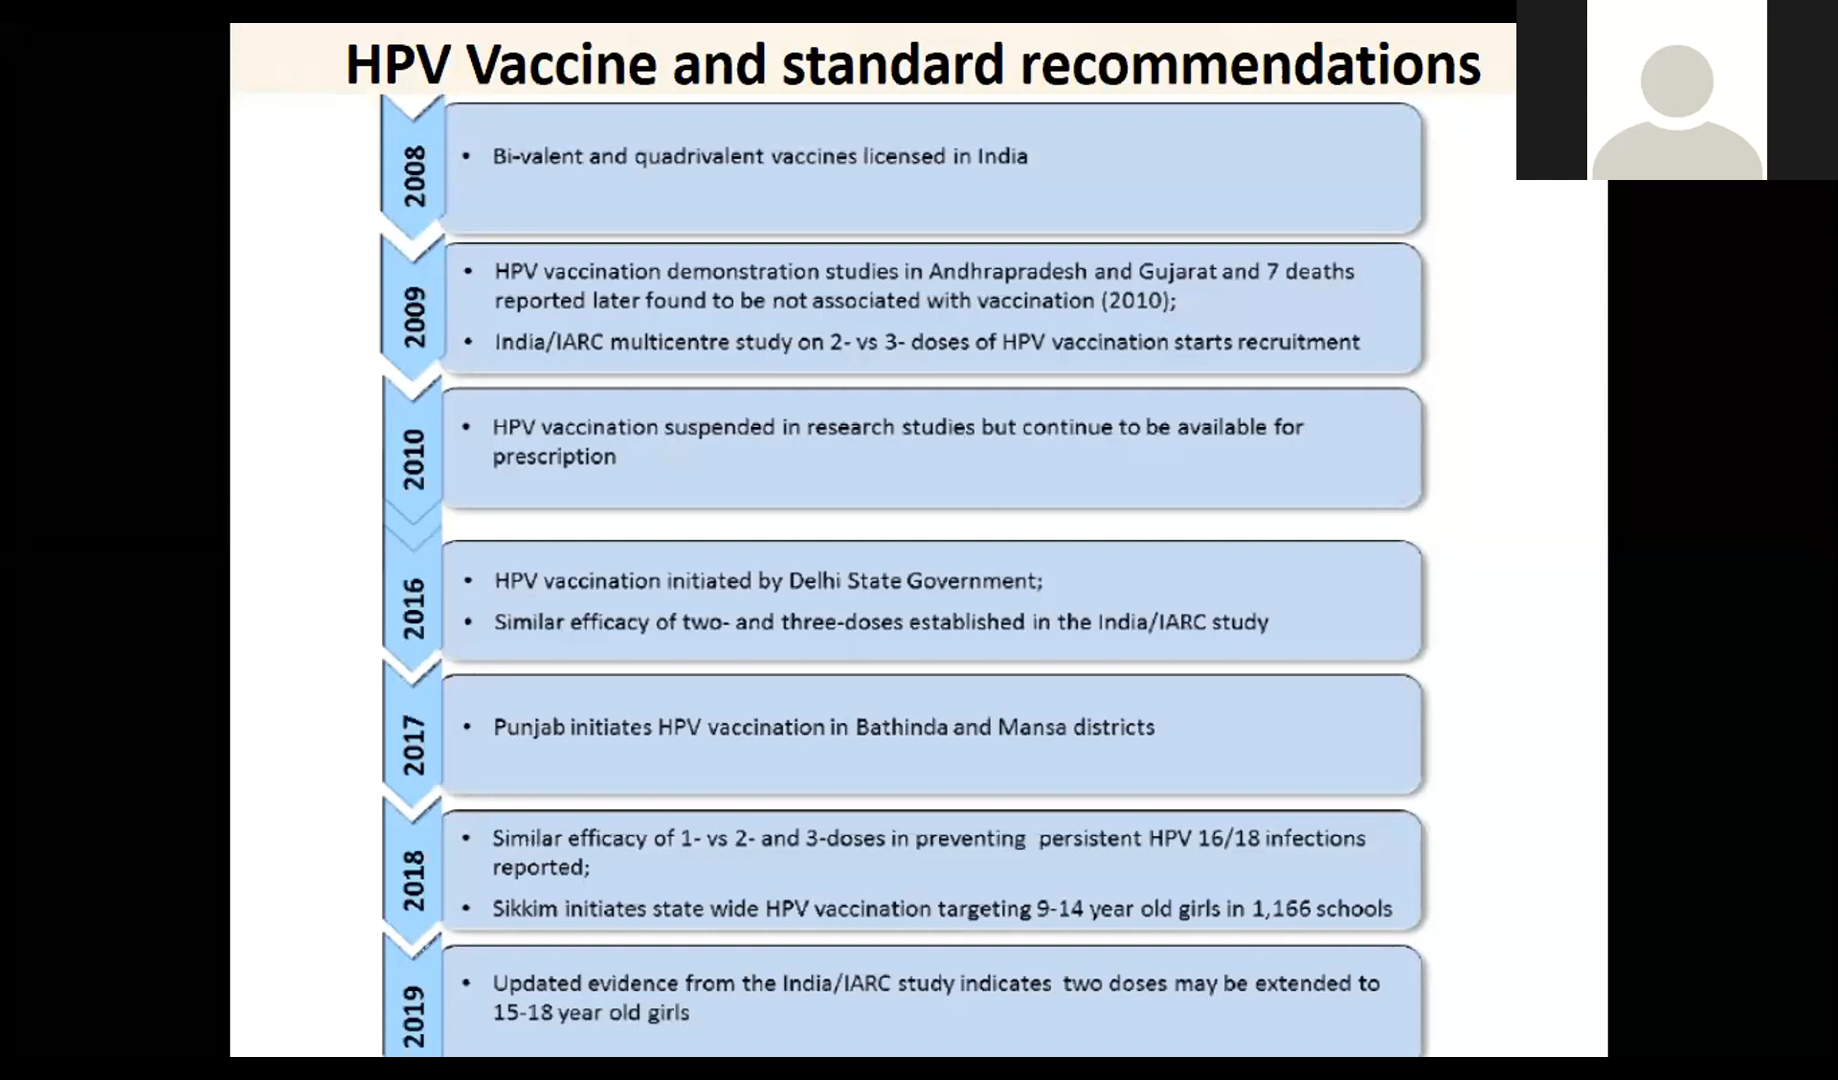 HPV Vaccine and standard recommendations
2008
• Bi-valent and quadrivalent vaccines licensed in India
2009
• HPV vaccination demonstration studies in Andhrapradesh and Gujarat and 7 deaths
reported later found to be not associated with vaccination (2010);
• India/IARC multicentre study on 2- vs 3- doses of HPV vaccination starts recruitment
2010
• HPV vaccination suspended in research studies but continue to be available for
prescription
2016
• HPV vaccination initiated by Delhi State Government;
• Similar efficacy of two- and three-doses established in the India/IARC study
2017
• Punjab initiates HPV vaccination in Bathinda and Mansa districts
2018
• Similar efficacy of 1- vs 2- and 3-doses in preventing persistent HPV 16/18 infections
reported;
• Sikkim initiates state wide HPV vaccination targeting 9-14 year old girls in 1,166 schools
2019
• Updated evidence from the India/IARC study indicates two doses may be extended to
15-18 year old girls